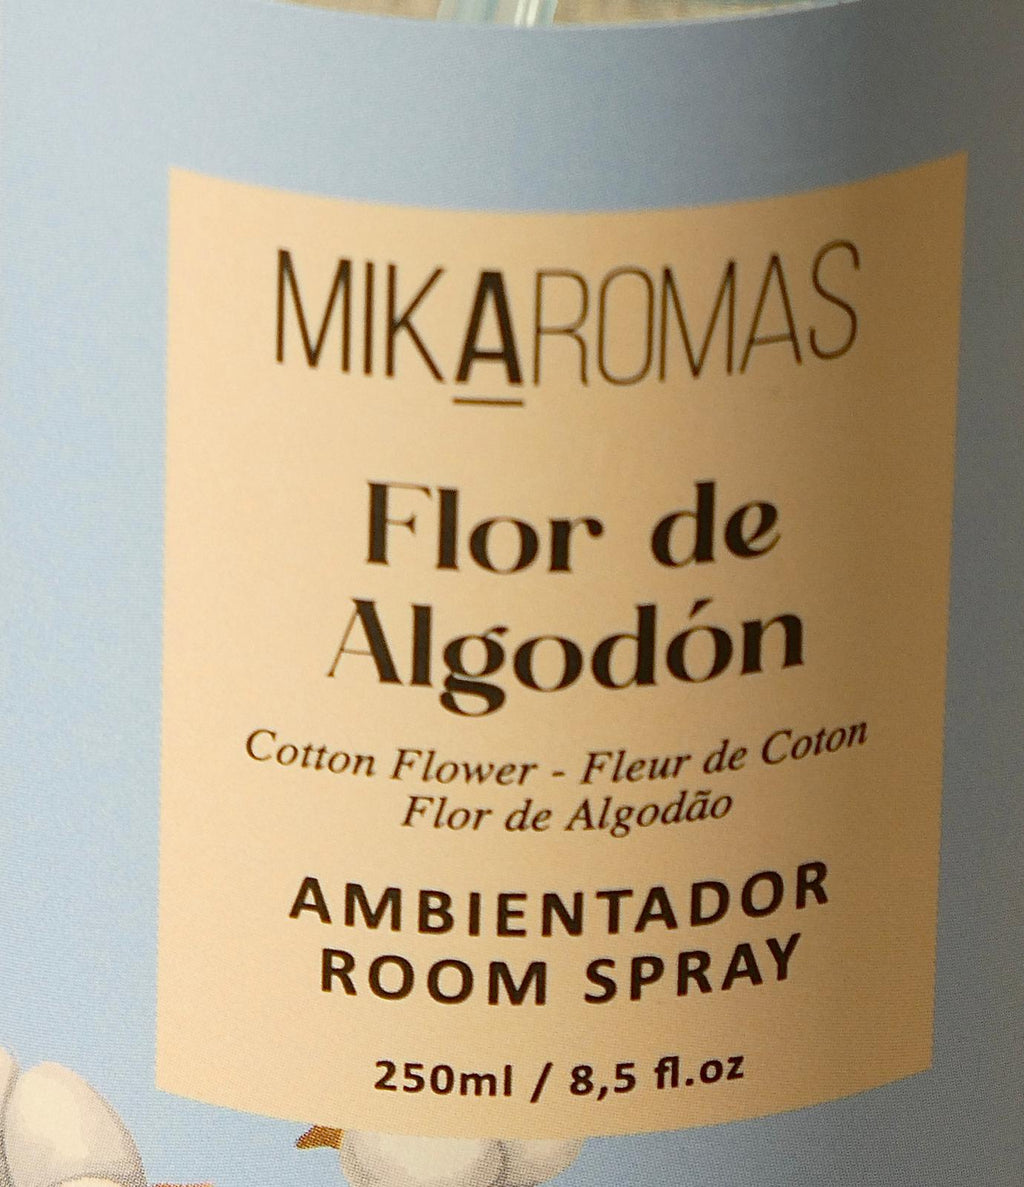 MIKAROMAS
Flor de
Algodón
Cotton Flower - Fleur de Coton
Flor de Algodão
AMBIENTADOR
ROOM SPRAY
250ml / 8,5 fl.oz